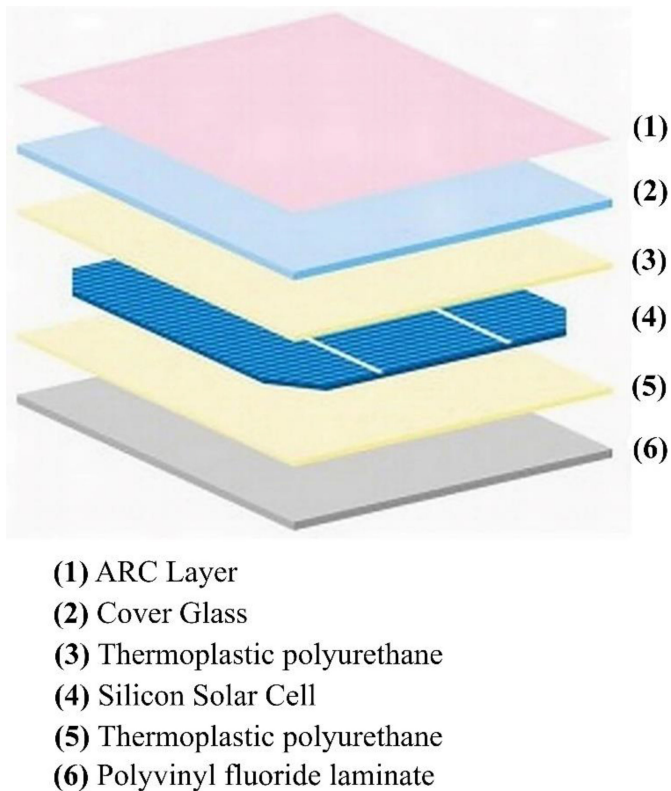 (1)
(2)
(3)
(4)
(5)
(6)
(1) ARC Layer
(2) Cover Glass
(3) Thermoplastic polyurethane
(4) Silicon Solar Cell
(5) Thermoplastic polyurethane
(6) Polyvinyl fluoride laminate